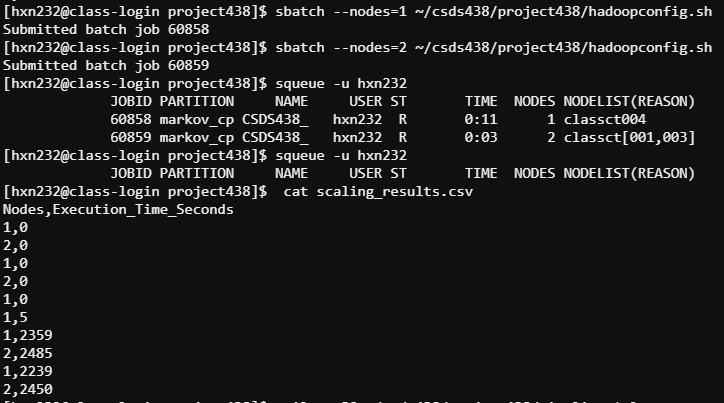 [hxn232@class-login project438]$ sbatch --nodes=1 ~/csds438/project438/hadoopconfig.sh
Submitted batch job 60858
[hxn232@class-login project438]$ sbatch --nodes=2 ~/csds438/project438/hadoopconfig.sh
Submitted batch job 60859
[hxn232@class-login project438]$ squeue -u hxn232
JOBID PARTITION NAME USER ST TIME NODES NODELIST(REASON)
60858 markov_cp CSDS438_ hxn232 R 0:11 1 classct004
60859 markov_cp CSDS438_ hxn232 R 0:03 2 classct[001,003]
[hxn232@class-login project438]$ squeue -u hxn232
JOBID PARTITION NAME USER ST TIME NODES NODELIST(REASON)
[hxn232@class-login project438]$ cat scaling_results.csv
Nodes,Execution_Time_Seconds
1,0
2,0
1,0
2,0
1,0
1,5
1,2359
2,2485
1,2239
2,2450